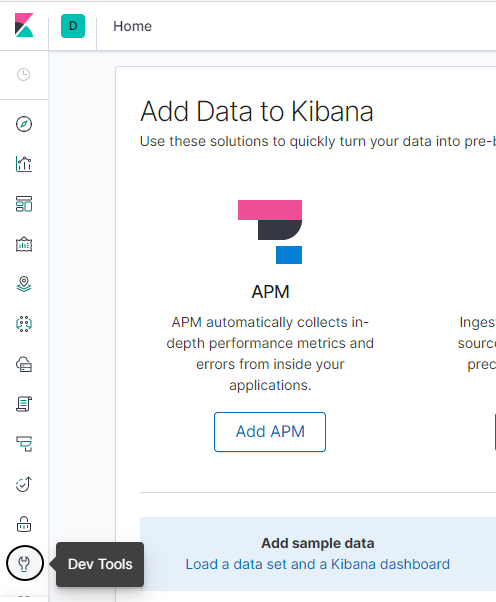 D
Home
Add Data to Kibana
Use these solutions to quickly turn your data into pre-b
APM
APM automatically collects in-
depth performance metrics and
errors from inside your
applications.
Add APM
Inges
source
prec
Add sample data
Load a data set and a Kibana dashboard
Dev Tools